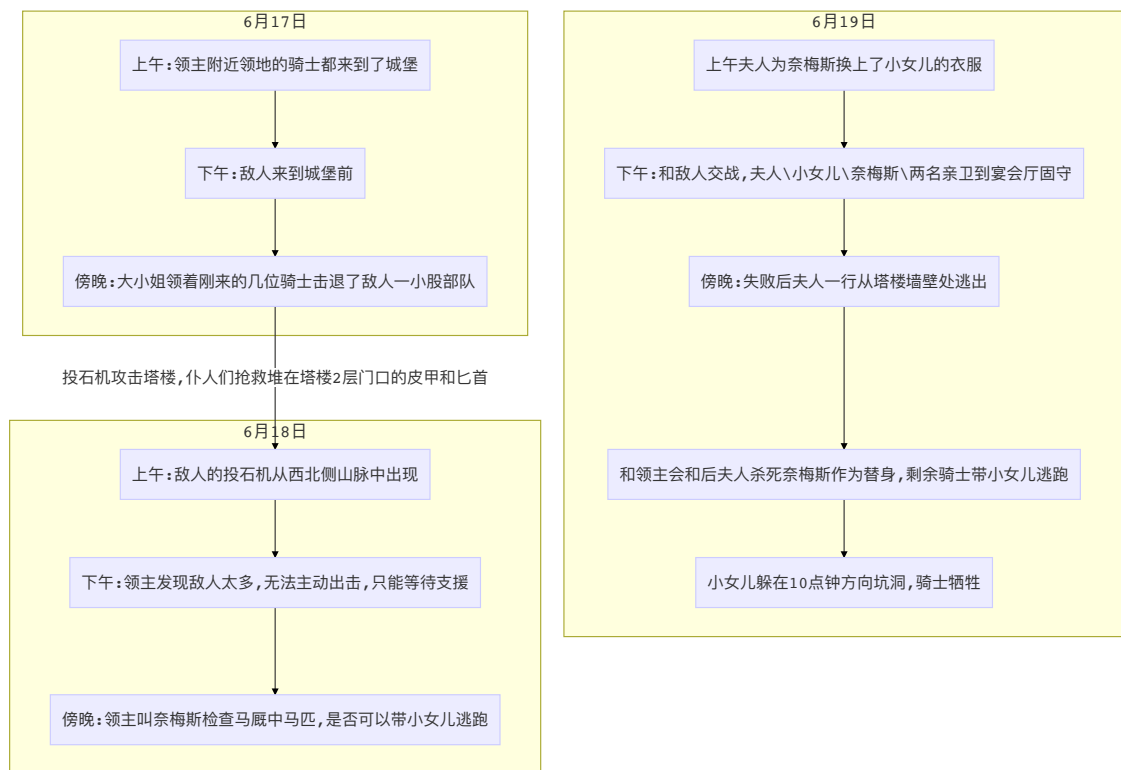 6月17日
上午:领主附近领地的骑士都来到了城堡
下午:敌人来到城堡前
傍晚:大小姐领着刚来的几位骑士击退了敌人一小股部队
投石机攻击塔楼,仆人们抢救堆在塔楼2层门口的皮甲和匕首
6月18日
上午:敌人的投石机从西北侧山脉中出现
下午:领主发现敌人太多,无法主动出击,只能等待支援
傍晚:领主叫奈梅斯检查马厩中马匹,是否可以带小女儿逃跑
6月19日
上午夫人为奈梅斯换上了小女儿的衣服
下午:和敌人交战,夫人\小女儿\奈梅斯\两名亲卫到宴会厅固守
傍晚:失败后夫人一行从塔楼墙壁处逃出
和领主会和后夫人杀死奈梅斯作为替身,剩余骑士带小女儿逃跑
小女儿躲在10点钟方向坑洞,骑士牺牲